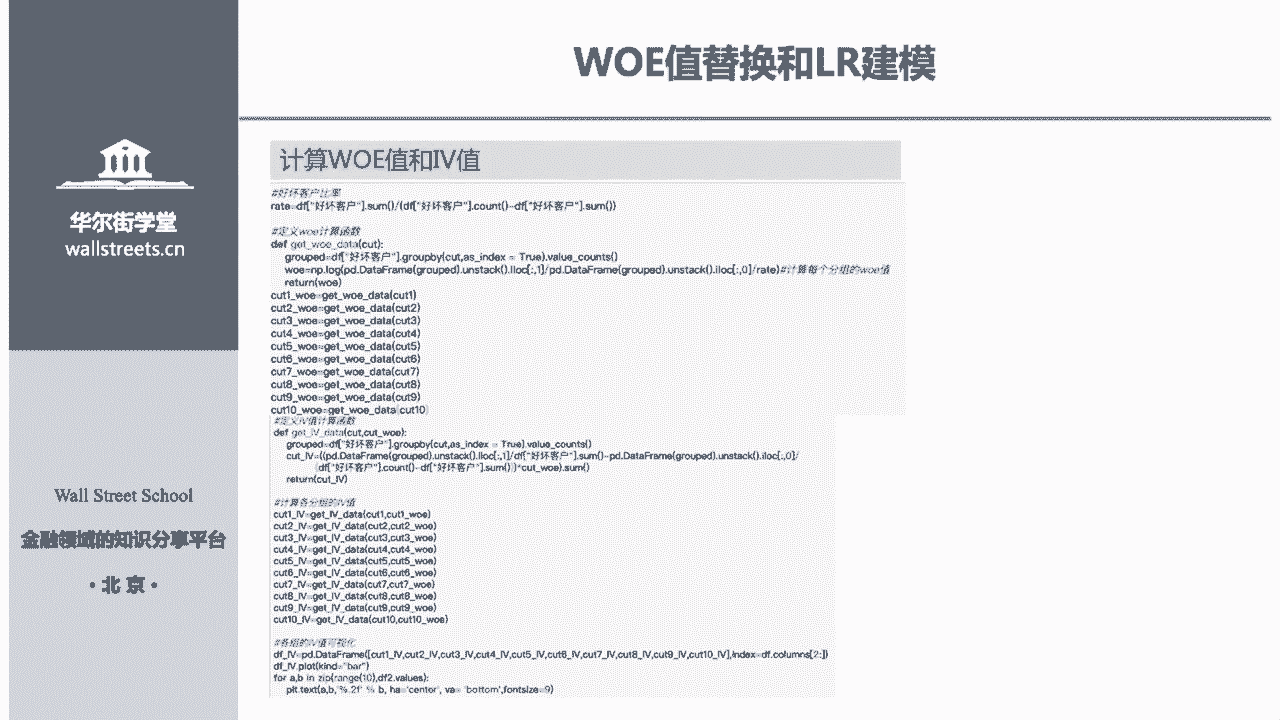 WOE值替换和LR建模
华尔街学堂
wallstreets.cn
Wall Street School
金融领域的知识分享平台
• 北 京 •
计算WOE值和IV值
#好坏客户比率
rate=df["好坏客户"].sum()/(df["好坏客户"].count()-df["好坏客户"].sum())
#定义woe计算函数
def get_woe_data(cut):
grouped=df["好坏客户"].groupby(cut,as_index = True).value_counts()
woe=np.log(pd.DataFrame(grouped).unstack().iloc[:,1]/pd.DataFrame(grouped).unstack().iloc[:,0]/rate)#计算每个分组的woe值
return(woe)
cut1_woe=get_woe_data(cut1)
cut2_woe=get_woe_data(cut2)
cut3_woe=get_woe_data(cut3)
cut4_woe=get_woe_data(cut4)
cut5_woe=get_woe_data(cut5)
cut6_woe=get_woe_data(cut6)
cut7_woe=get_woe_data(cut7)
cut8_woe=get_woe_data(cut8)
cut9_woe=get_woe_data(cut9)
cut10_woe=get_woe_data(cut10)
#定义IV值计算函数
def get_IV_data(cut,cut_woe):
grouped=df["好坏客户"].groupby(cut,as_index = True).value_counts()
cut_IV=((pd.DataFrame(grouped).unstack().iloc[:,1]/df["好坏客户"].sum()-pd.DataFrame(grouped).unstack().iloc[:,0]/
(df["好坏客户"].count()-df["好坏客户"].sum()))*cut_woe).sum()
return(cut_IV)
#计算各分组的IV值
cut1_IV=get_IV_data(cut1,cut1_woe)
cut2_IV=get_IV_data(cut2,cut2_woe)
cut3_IV=get_IV_data(cut3,cut3_woe)
cut4_IV=get_IV_data(cut4,cut4_woe)
cut5_IV=get_IV_data(cut5,cut5_woe)
cut6_IV=get_IV_data(cut6,cut6_woe)
cut7_IV=get_IV_data(cut7,cut7_woe)
cut8_IV=get_IV_data(cut8,cut8_woe)
cut9_IV=get_IV_data(cut9,cut9_woe)
cut10_IV=get_IV_data(cut10,cut10_woe)
#各组的IV值可视化
df_IV=pd.DataFrame([cut1_IV,cut2_IV,cut3_IV,cut4_IV,cut5_IV,cut6_IV,cut7_IV,cut8_IV,cut9_IV,cut10_IV],index=df.columns[2:])
df_IV.plot(kind="bar")
for a,b in zip(range(10),df2.values):
plt.text(a,b,'%.2f' % b, ha='center', va= 'bottom',fontsize=9)